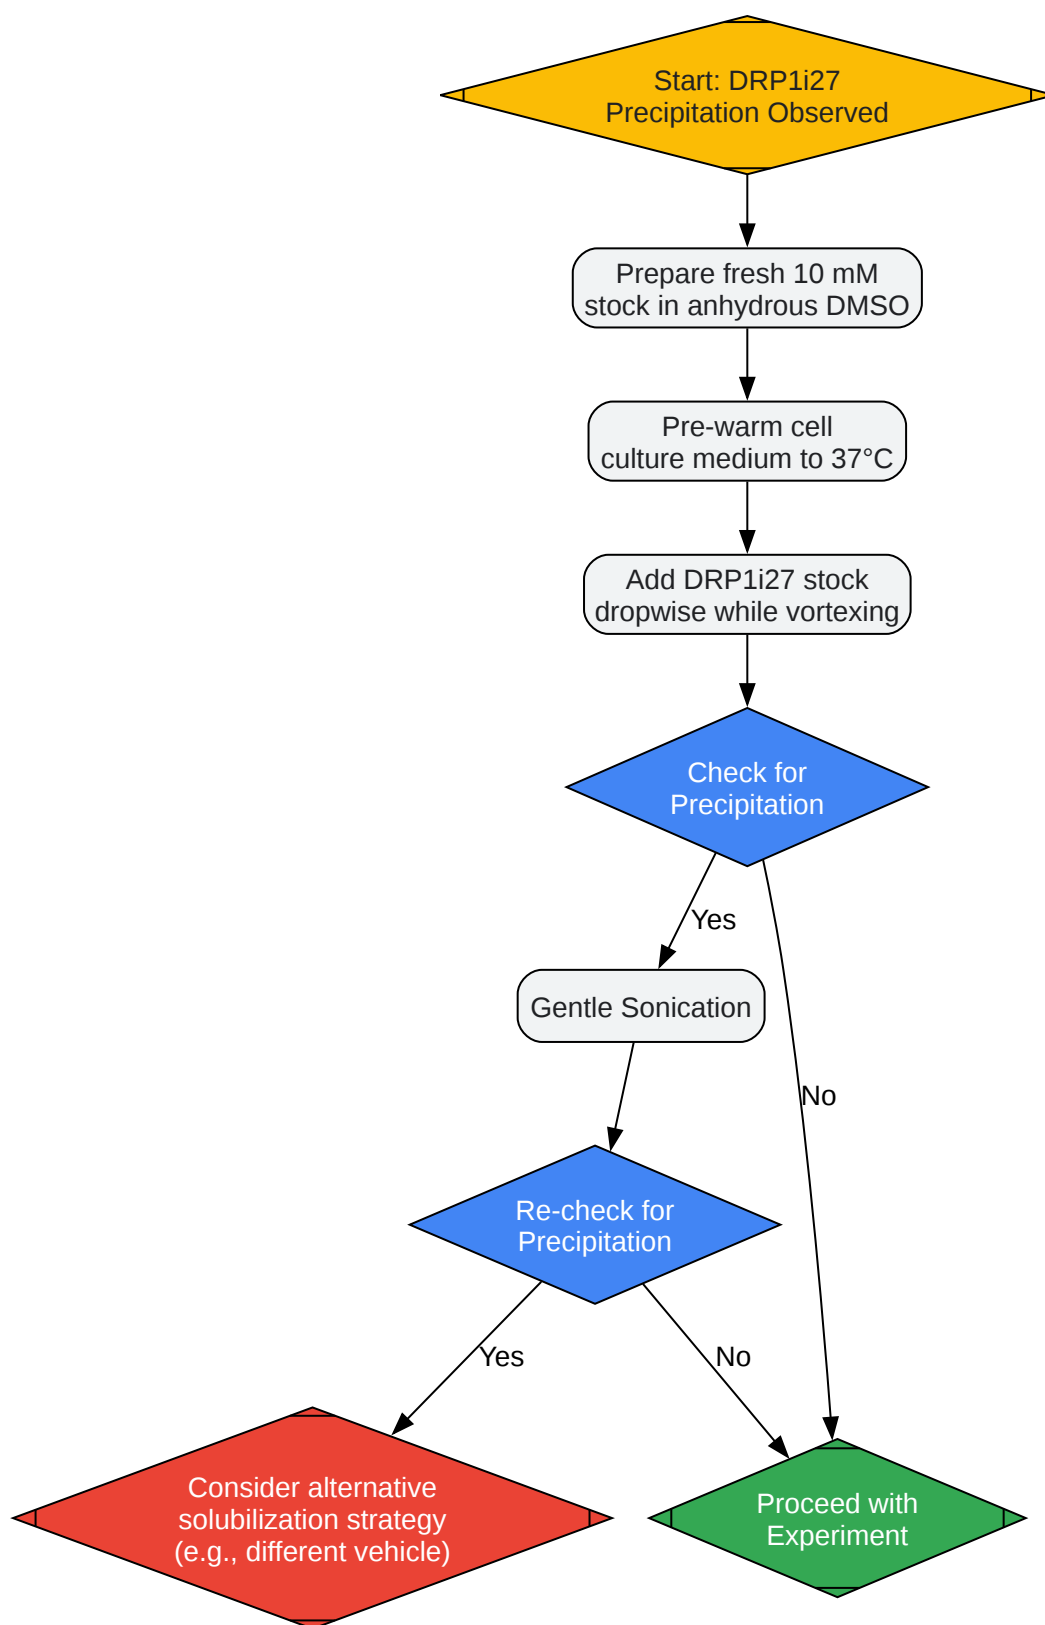 Start: DRP1i27
Precipitation Observed
Prepare fresh 10 mM
stock in anhydrous DMSO
Pre-warm cell
culture medium to 37°C
Add DRP1i27 stock
dropwise while vortexing
Check for
Precipitation
Yes
Gentle Sonication
No
Re-check for
Precipitation
Yes
No
Consider alternative
solubilization strategy
(e.g., different vehicle)
Proceed with
Experiment